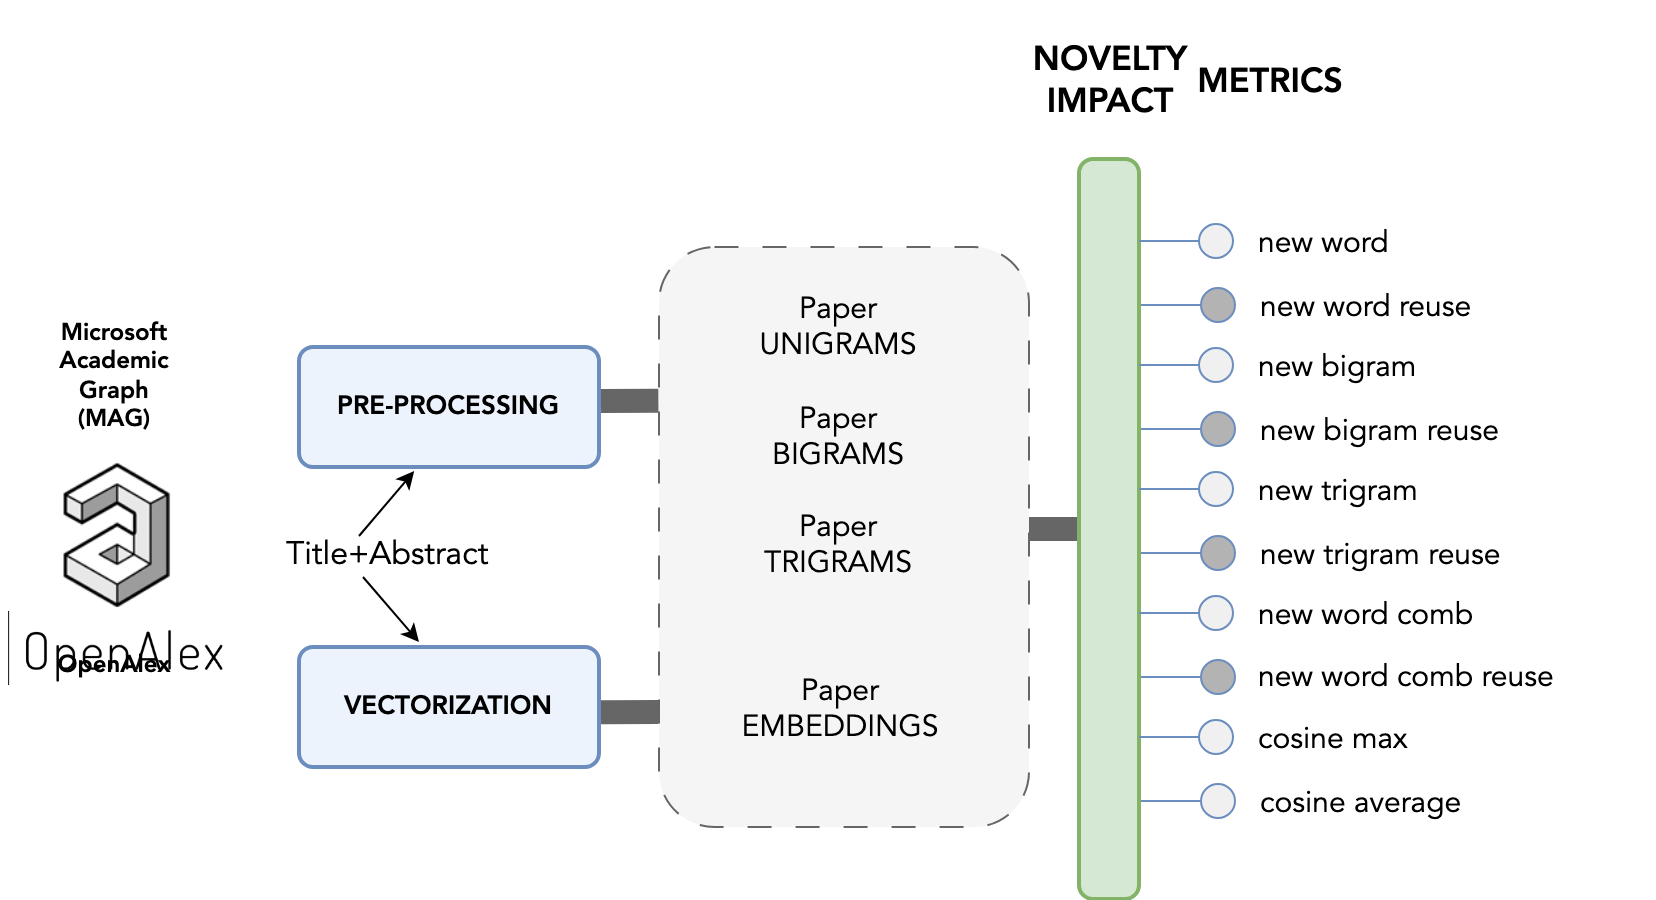 NOVELTY
IMPACT
METRICS
Microsoft
Academic
Graph
(MAG)
OpenAlex
OpenAlex
PRE-PROCESSING
Title+Abstract
VECTORIZATION
Paper
UNIGRAMS
Paper
BIGRAMS
Paper
TRIGRAMS
Paper
EMBEDDINGS
new word
new word reuse
new bigram
new bigram reuse
new trigram
new trigram reuse
new word comb
new word comb reuse
cosine max
cosine average